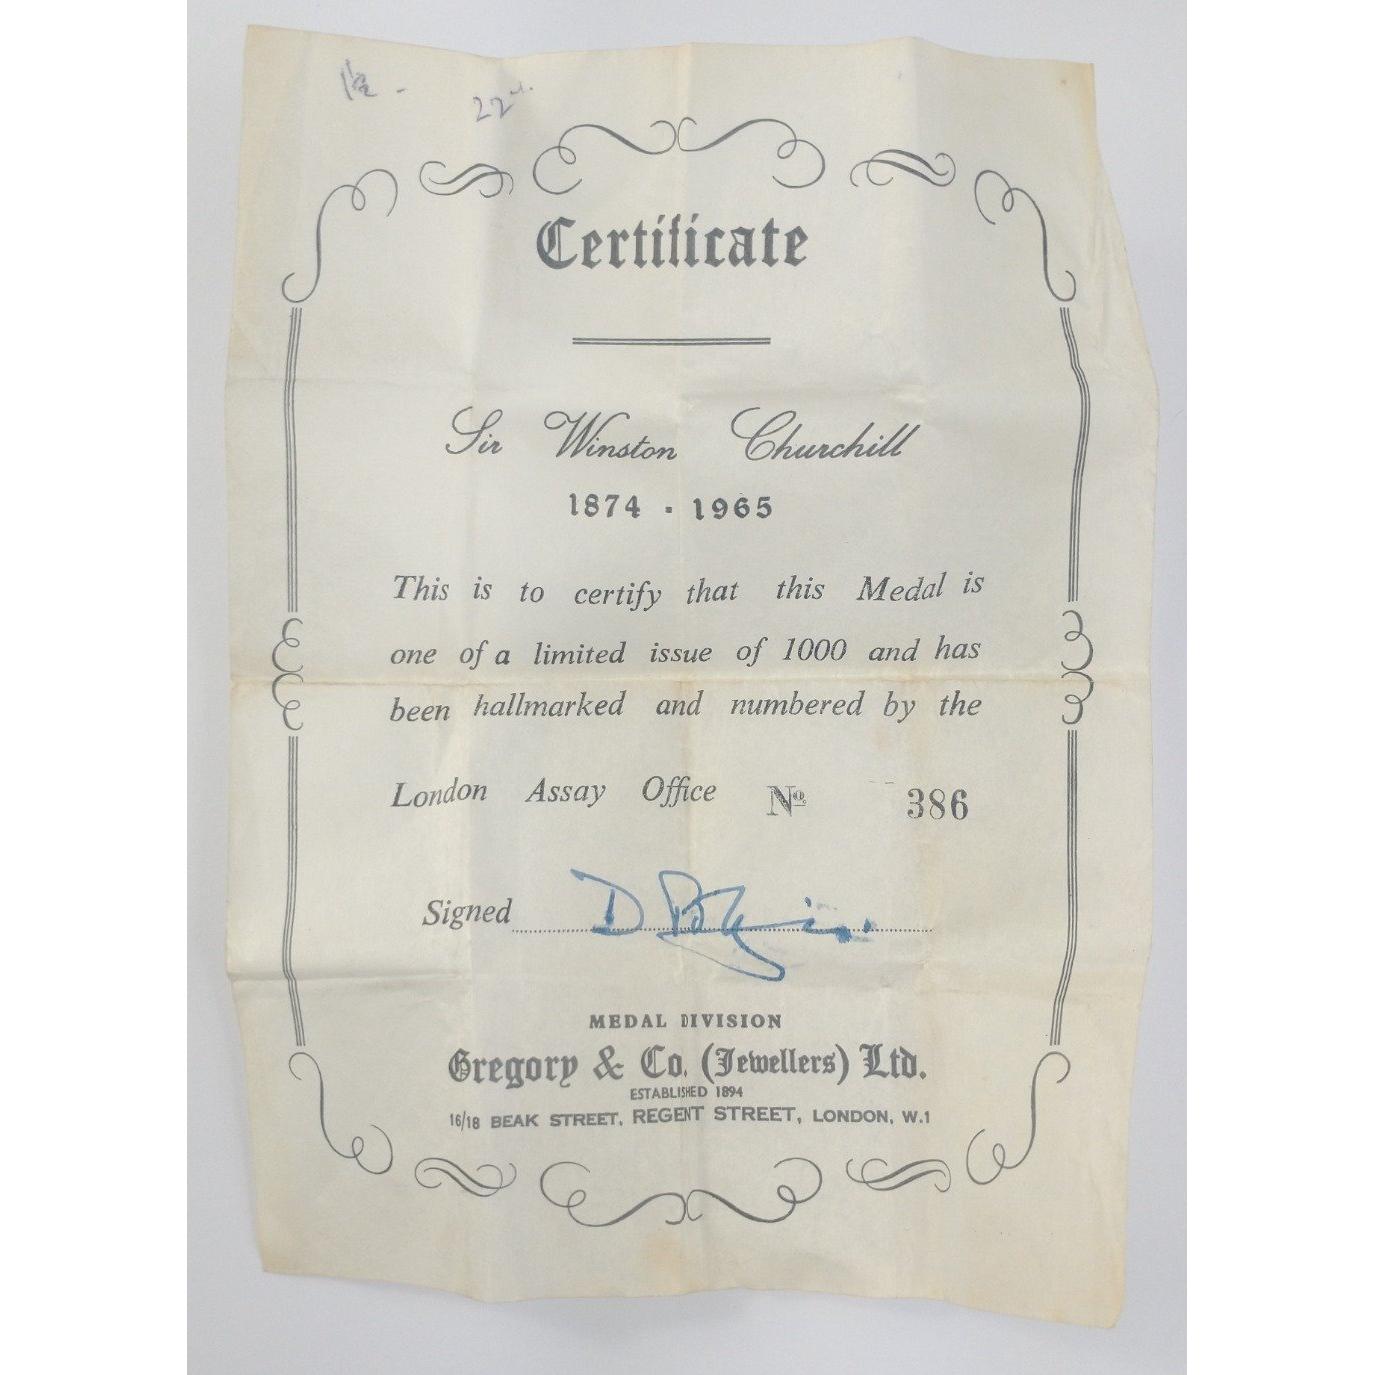 22
Certificate
Sir Winston Churchill
1874 - 1965
This is to certify that this Medal is
one of a limited issue of 1000 and has
been hallmarked and numbered by the
London Assay Office Nº 386
Signed
MEDAL DIVISION
Gregory & Co. (Jewellers) Ltd.
ESTABLISHED 1894
16/18 BEAK STREET, REGENT STREET, LONDON, W.1